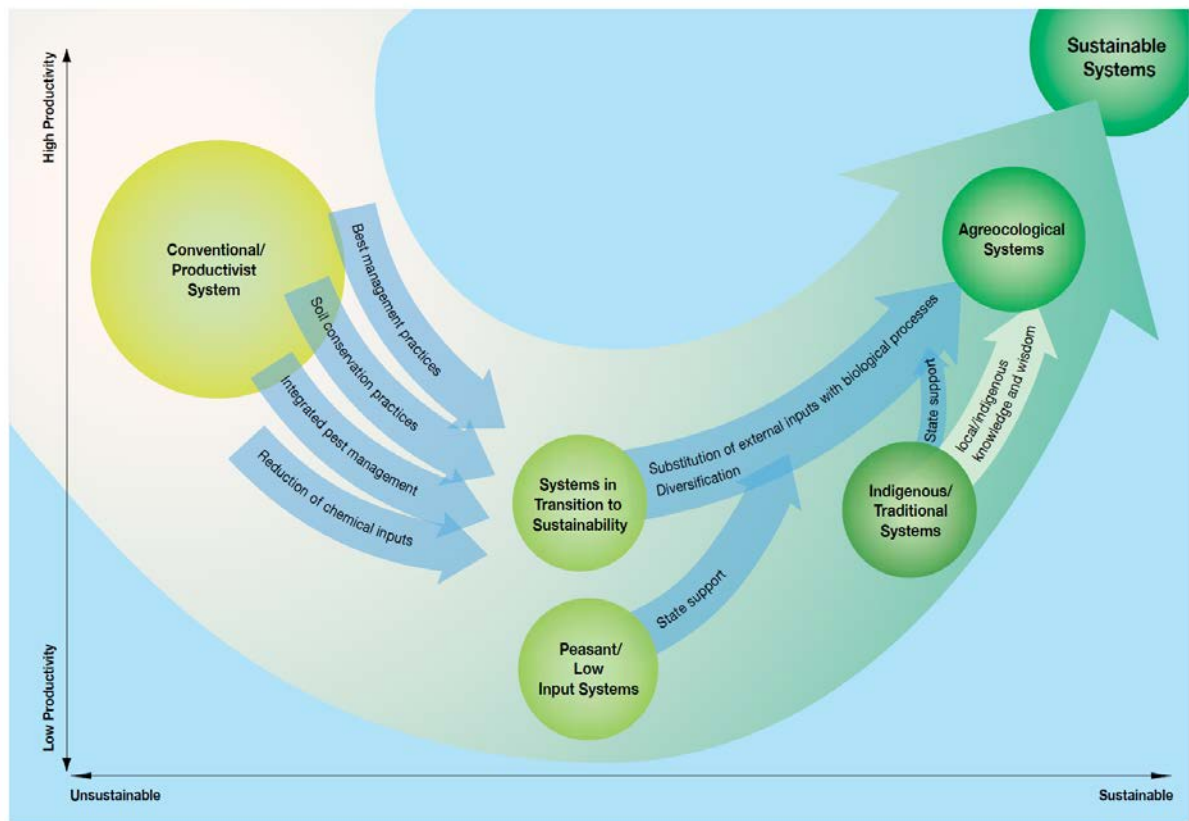 High Productivity
Low Productivity
Sustainable
Systems
Conventional/
Productivist
System
Agreocological
Systems
Best management practices
Soil conservation practices
Integrated pest management
Reduction of chemical inputs
Systems in
Transition to
Sustainability
Substitution of external inputs with biological processes
Diversification
State support
local/indigenous
knowledge and wisdom
Indigenous/
Traditional
Systems
State support
Peasant/
Low
Input Systems
Unsustainable
Sustainable